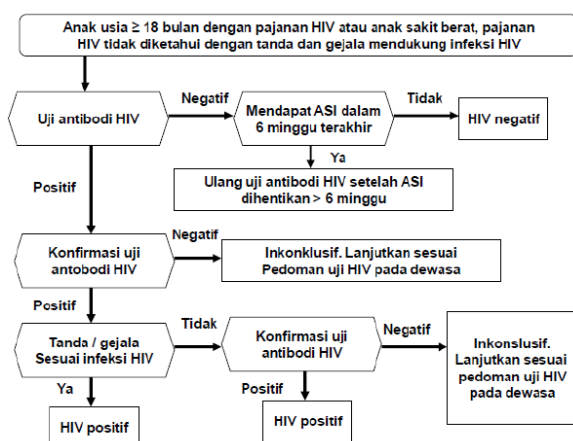 Anak usia ≥ 18 bulan dengan pajanan HIV atau anak sakit berat, pajanan
HIV tidak diketahui dengan tanda dan gejala mendukung infeksi HIV
Uji antibodi HIV
Negatif
Mendapat ASI dalam
6 minggu terakhir
Tidak
HIV negatif
Ya
Positif
Ulang uji antibodi HIV setelah ASI
dihentikan > 6 minggu
Konfirmasi uji
antobodi HIV
Negatif
Inkonklusif. Lanjutkan sesuai
Pedoman uji HIV pada dewasa
Positif
Tanda / gejala
Sesuai infeksi HIV
Tidak
Konfirmasi uji
antibodi HIV
Negatif
Inkonslusif.
Lanjutkan sesuai
pedoman uji HIV
pada dewasa
Ya
Positif
HIV positif
HIV positif